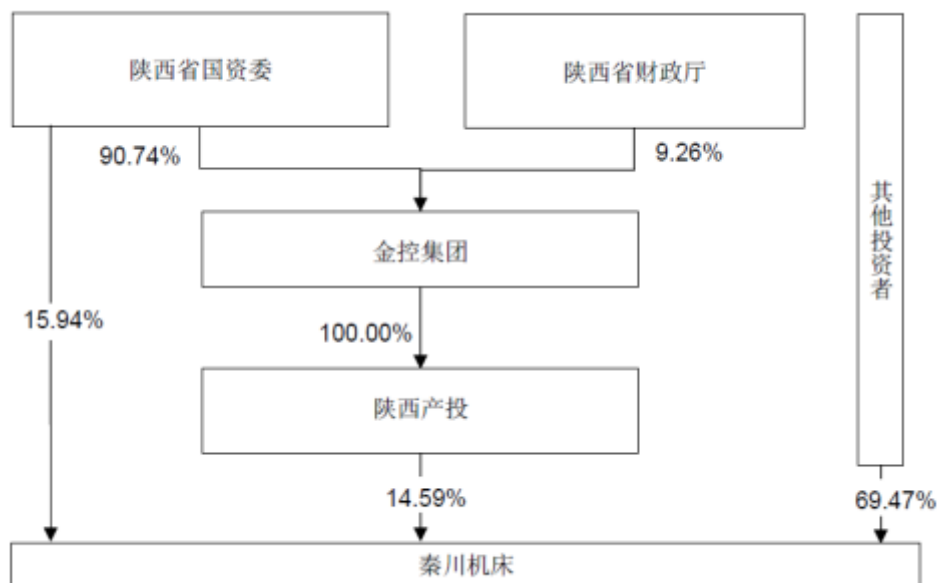 陕西省国资委
陕西省财政厅
90.74%
9.26%
其他投资者
金控集团
15.94%
100.00%
陕西产投
14.59%
69.47%
秦川机床